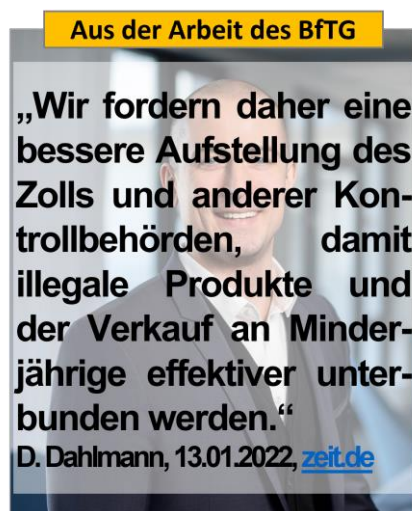 Aus der Arbeit des BfTG
„Wir fordern daher eine
bessere Aufstellung des
Zolls und anderer Kon-
trollbehörden, damit
illegale Produkte und
der Verkauf an Minder-
jährige effektiver unter-
bunden werden.“
D. Dahlmann, 13.01.2022, zeit.de